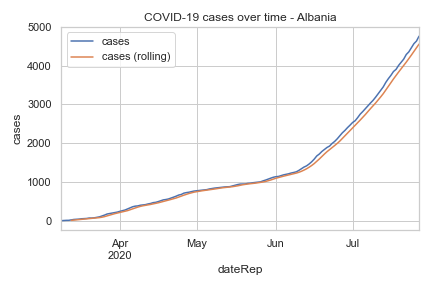 COVID-19 cases over time - Albania
cases
cases (rolling)
5000
4000
3000
2000
1000
0
cases
Apr
2020
May
Jun
Jul
dateRep